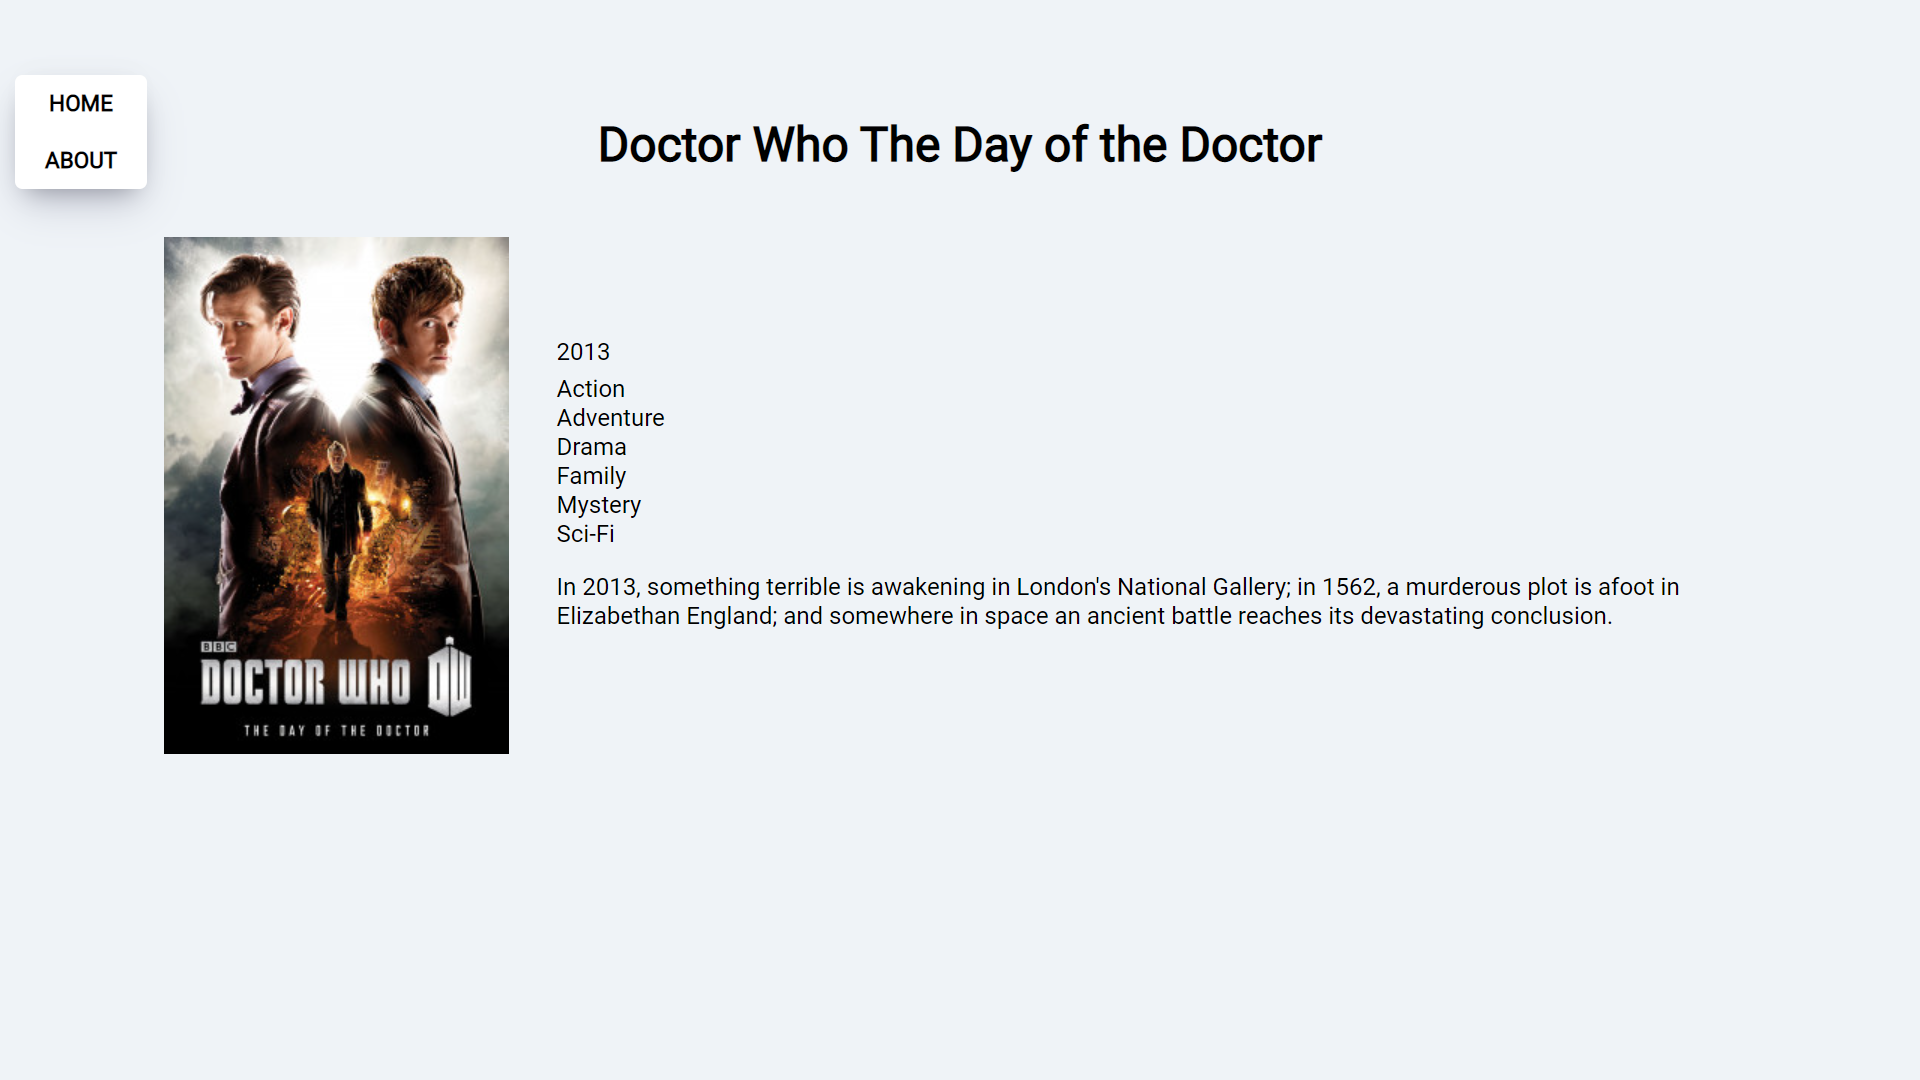 HOME
ABOUT
Doctor Who The Day of the Doctor
2013
Action
Adventure
Drama
Family
Mystery
Sci-Fi
In 2013, something terrible is awakening in London's National Gallery; in 1562, a murderous plot is afoot in
Elizabethan England; and somewhere in space an ancient battle reaches its devastating conclusion.
BBC
DOCTOR WHO DW
THE DAY OF THE DOCTOR